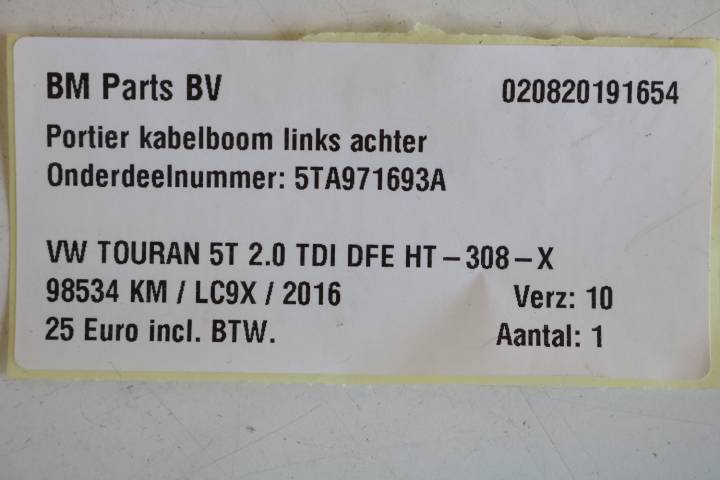 BM Parts BV 020820191654
Portier kabelboom links achter
Onderdeelnummer: 5TA971693A
VW TOURAN 5T 2.0 TDI DFE HT-308-X
98534 KM / LC9X / 2016 Verz: 10
25 Euro incl. BTW. Aantal: 1